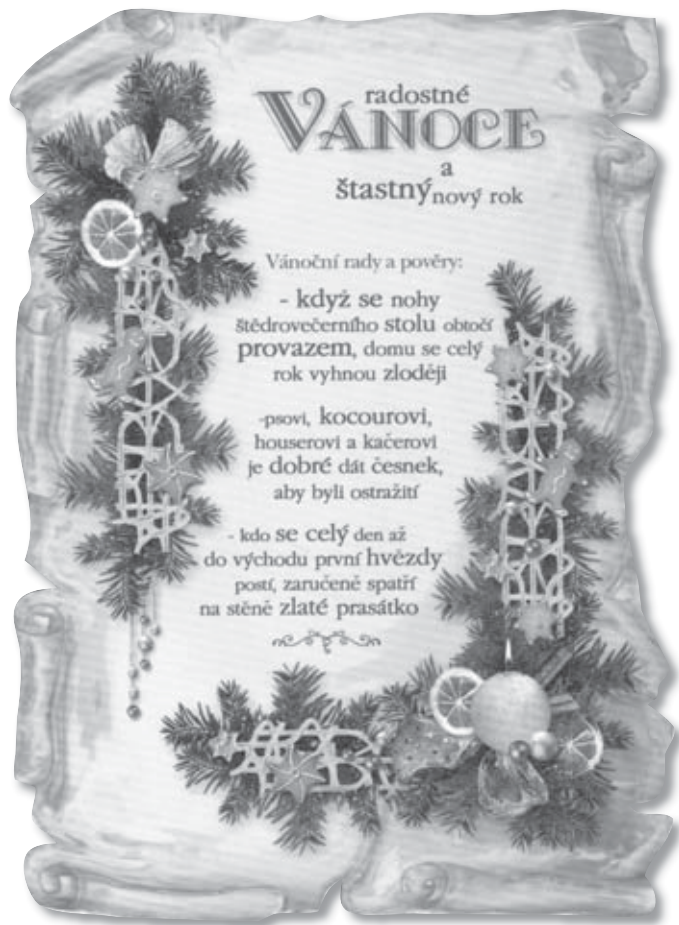 radostné
VÁNOCE
a
štastný nový rok
Vánoční rady a pověry:
- když se nohy
štědrovečerního stolu obtočí
provazem, domu se celý
rok vyhnou zloději
-psovi, kocourovi,
houserovi a kačerovi
je dobré dát česnek,
aby byli ostražití
- kdo se celý den až
do východu první hvězdy
postí, zaručeně spatří
na stěně zlaté prasátko